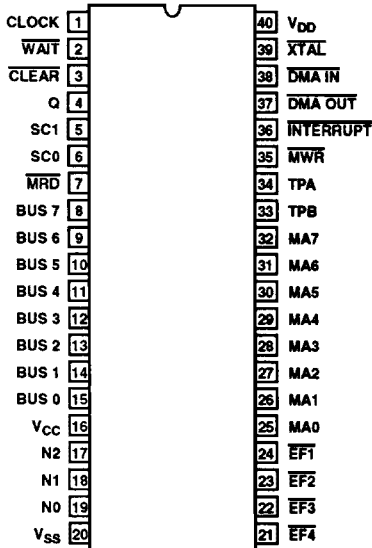 CLOCK 1 40 VDD
WAIT 2 39 XTAL
CLEAR 3 38 DMA IN
Q 4 37 DMA OUT
SC1 5 36 INTERRUPT
SC0 6 35 MWR
MRD 7 34 TPA
BUS 7 8 33 TPB
BUS 6 9 32 MA7
BUS 5 10 31 MA6
BUS 4 11 30 MA5
BUS 3 12 29 MA4
BUS 2 13 28 MA3
BUS 1 14 27 MA2
BUS 0 15 26 MA1
VCC 16 25 MA0
N2 17 24 EF1
N1 18 23 EF2
N0 19 22 EF3
VSS 20 21 EF4